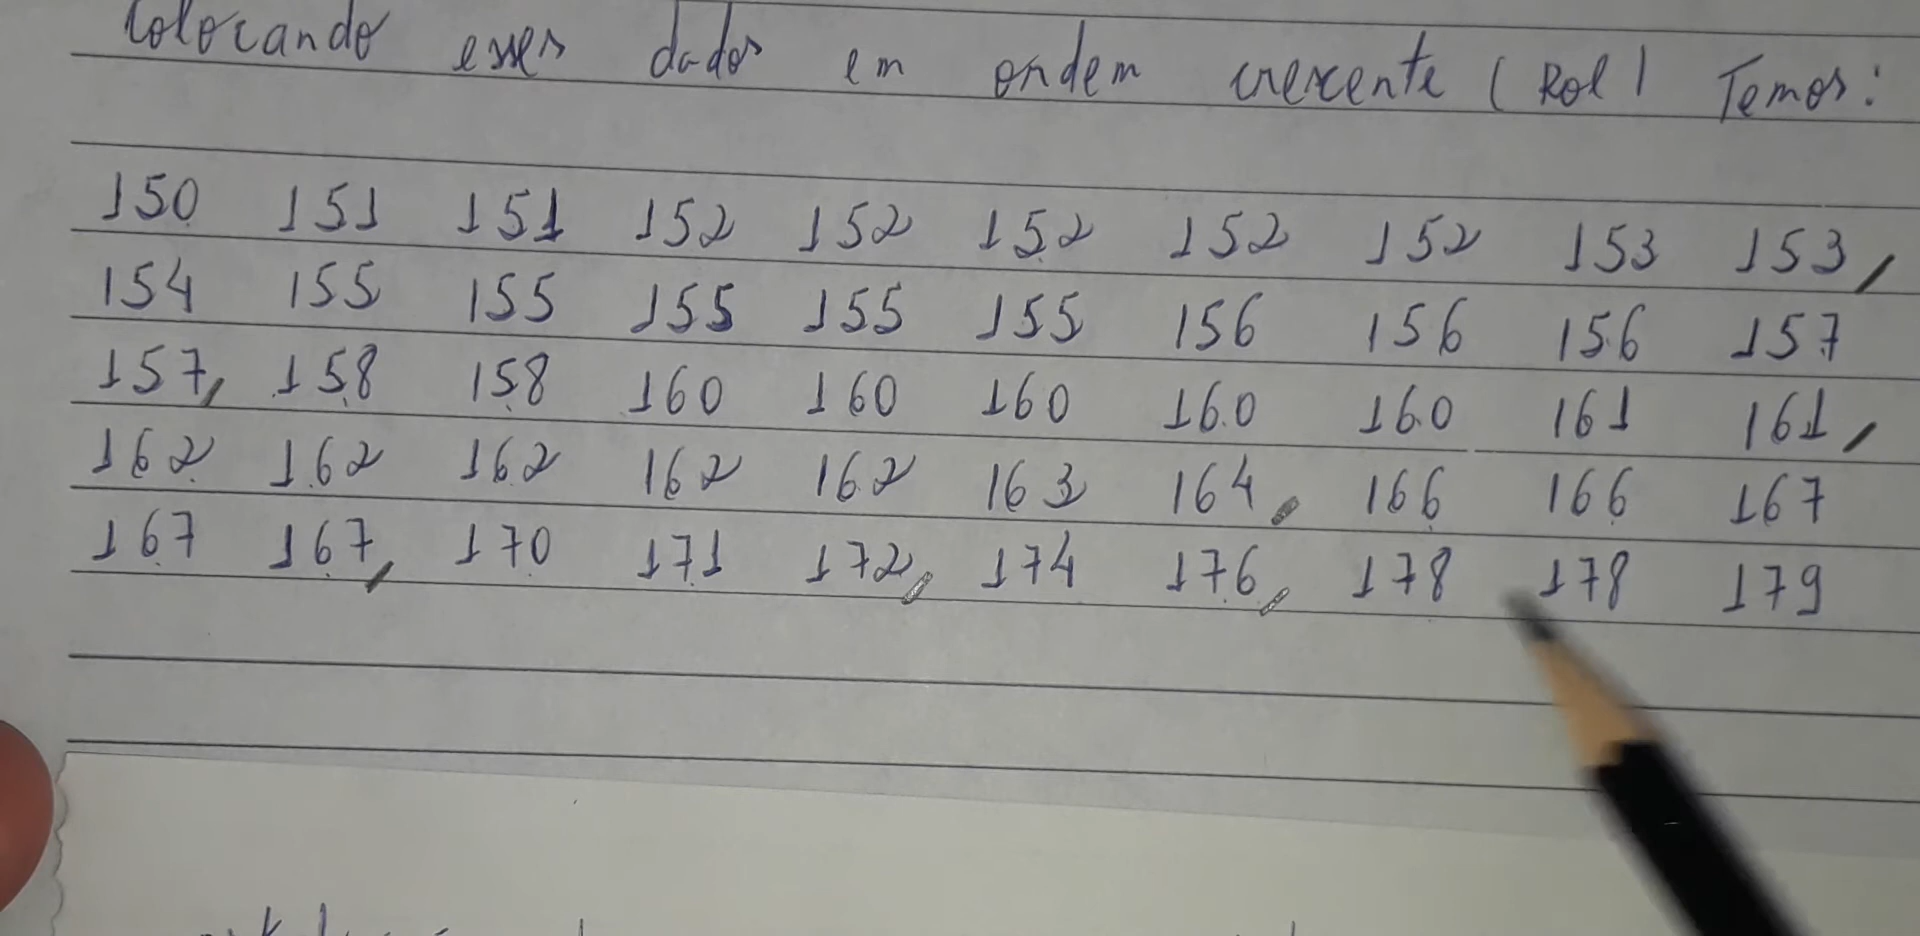 Colocando esses dados em ordem crescente (Rol) Temos:
150 151 151 152 152 152 152 152 153 153,
154 155 155 155 155 155 156 156 156 157
157, 158 158 160 160 160 160 160 161 161,
162 162 162 162 162 163 164, 166 166 167
167 167, 170 171 172, 174 176, 178 178 179